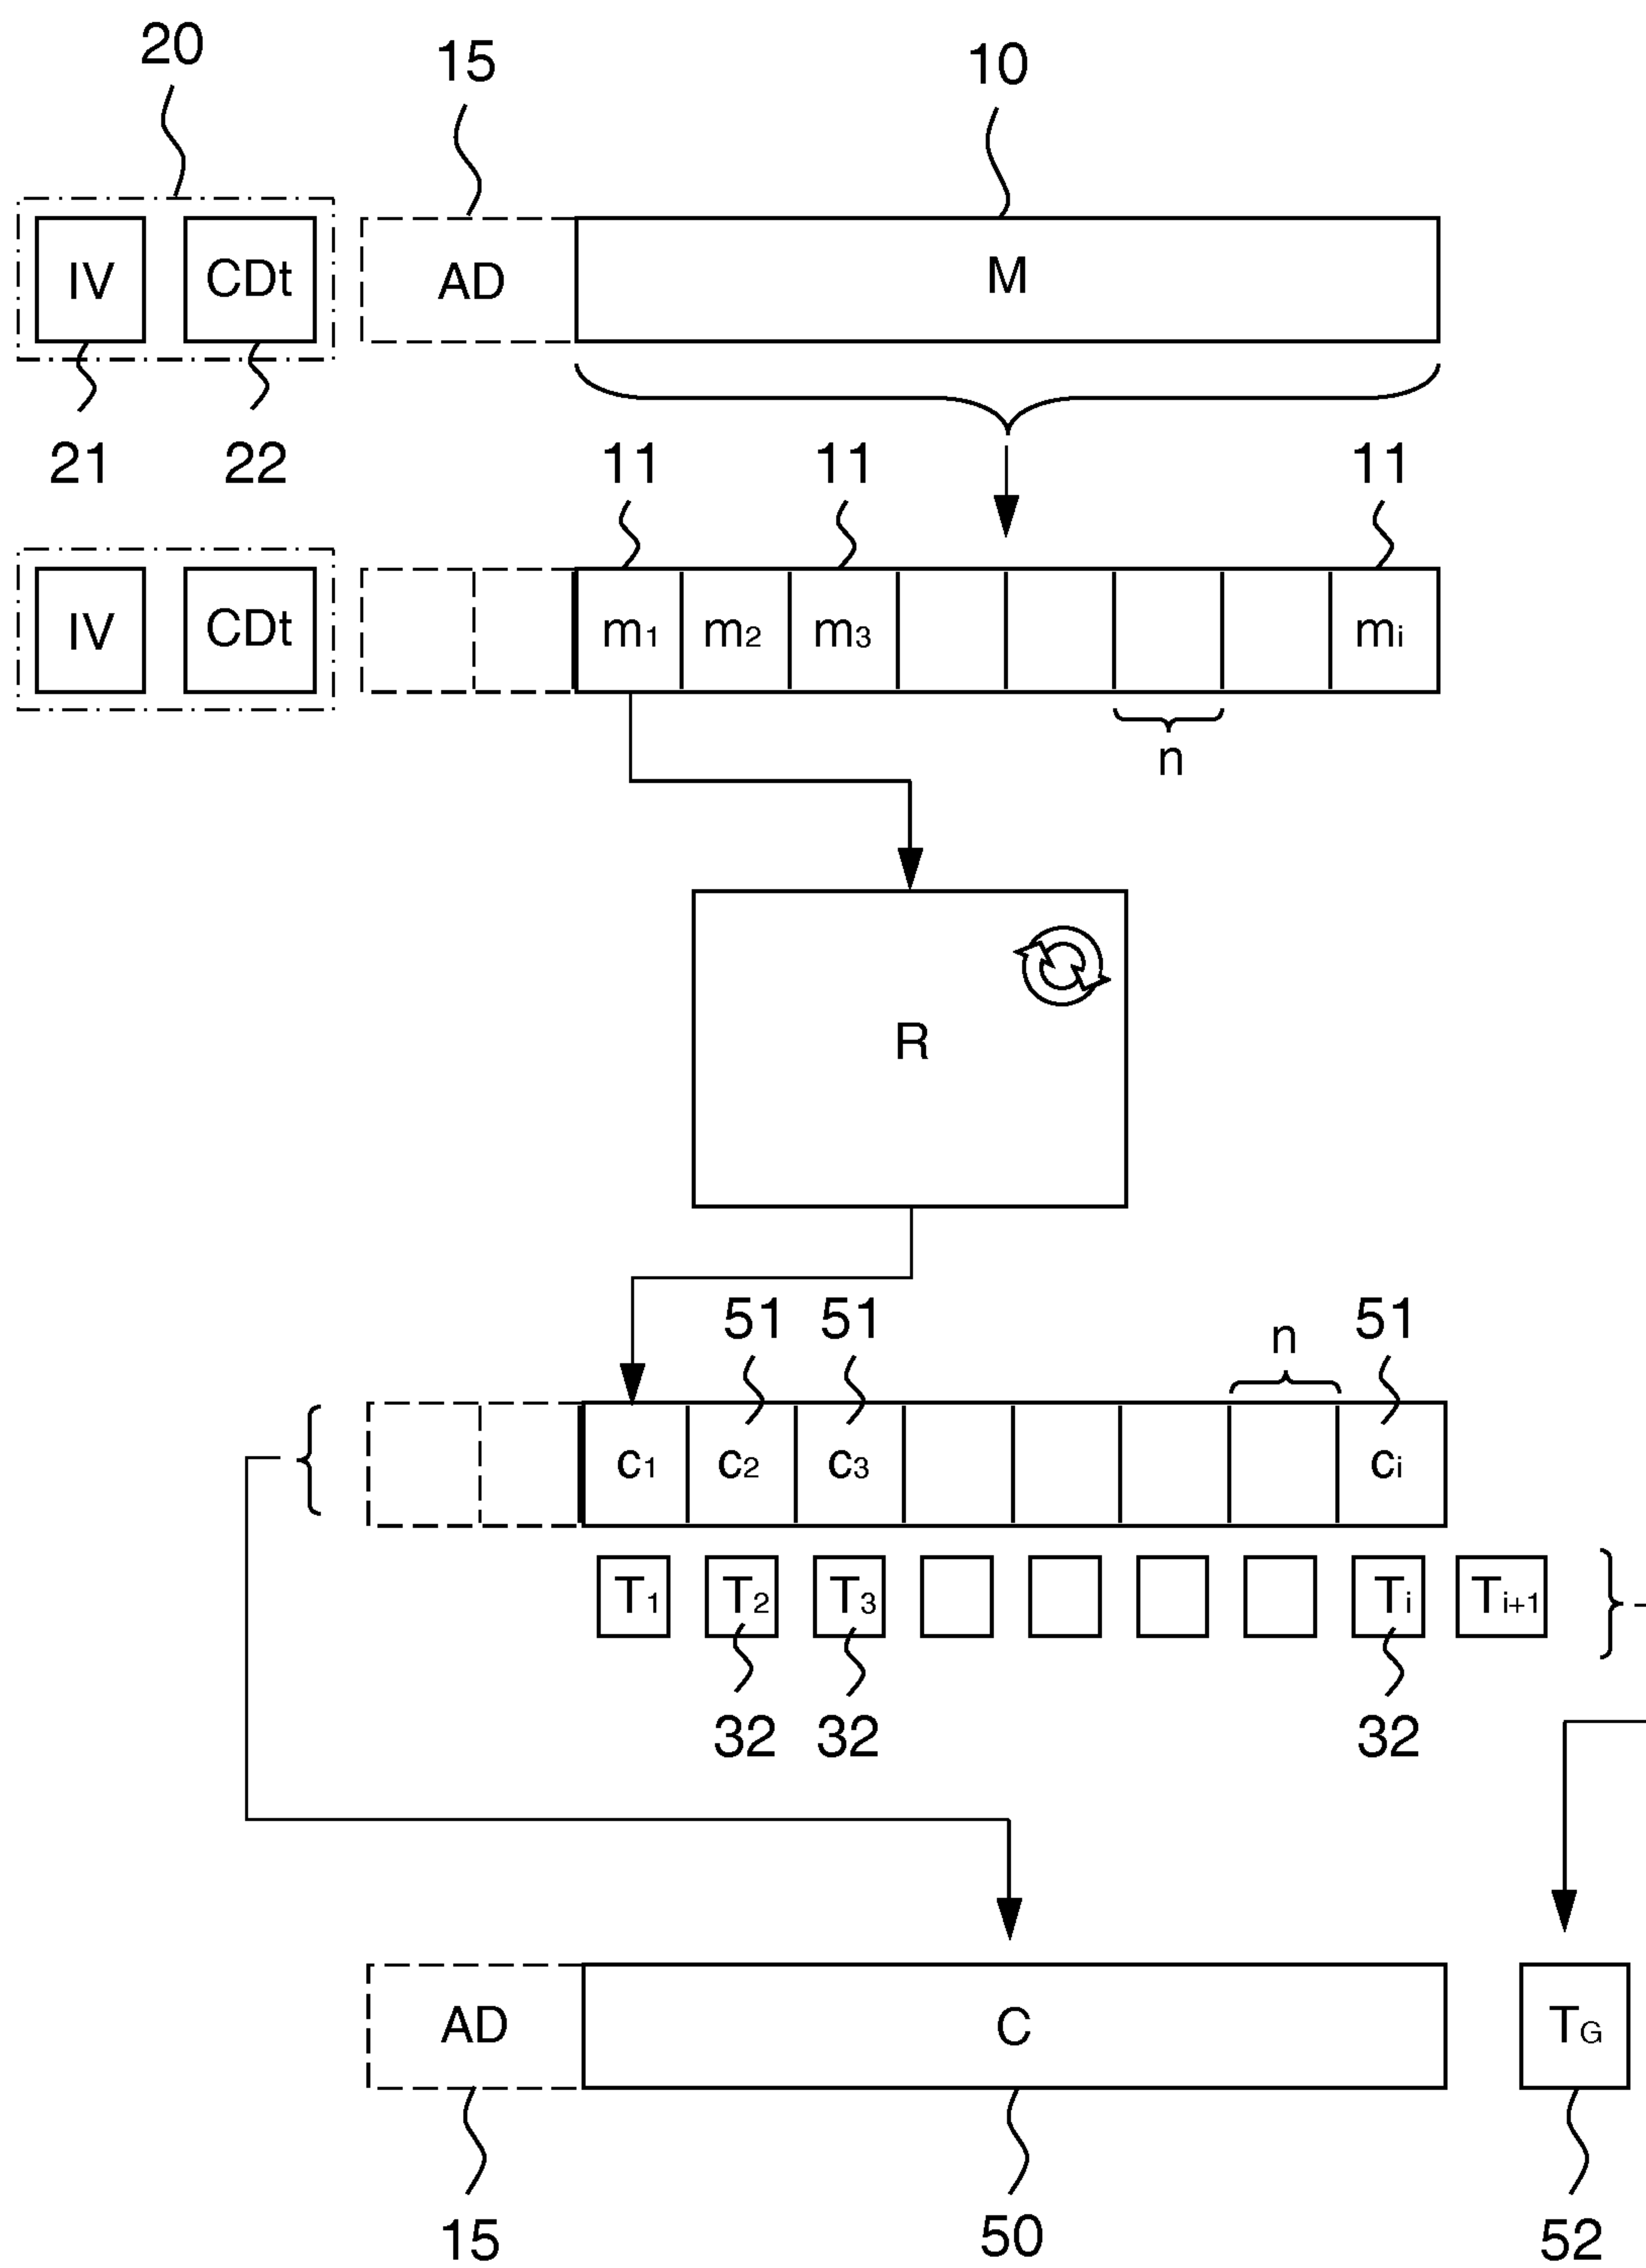 20 15 10
IV CDt AD M
21 22 11 11 11
IV CDt m1 m2 m3 mi
n
R
51 51 n 51
c1 c2 c3 ci
T1 T2 T3 Ti Ti+1
32 32 32
AD C TG
15 50 52